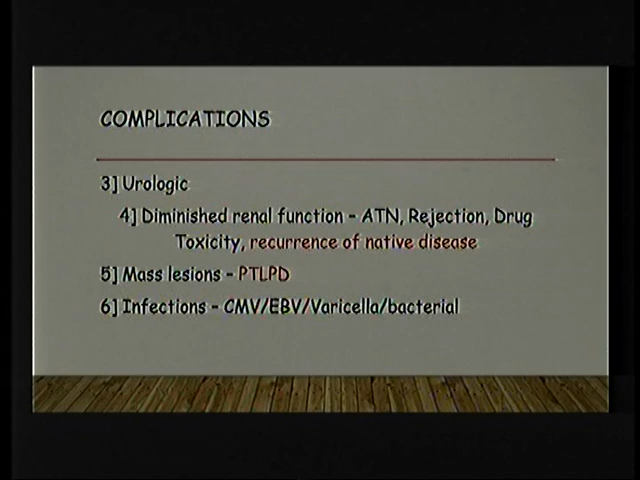 COMPLICATIONS
3] Urologic
4] Diminished renal function - ATN, Rejection, Drug
Toxicity, recurrence of native disease
5] Mass lesions - PTLPD
6] Infections - CMV/EBV/Varicella/bacterial